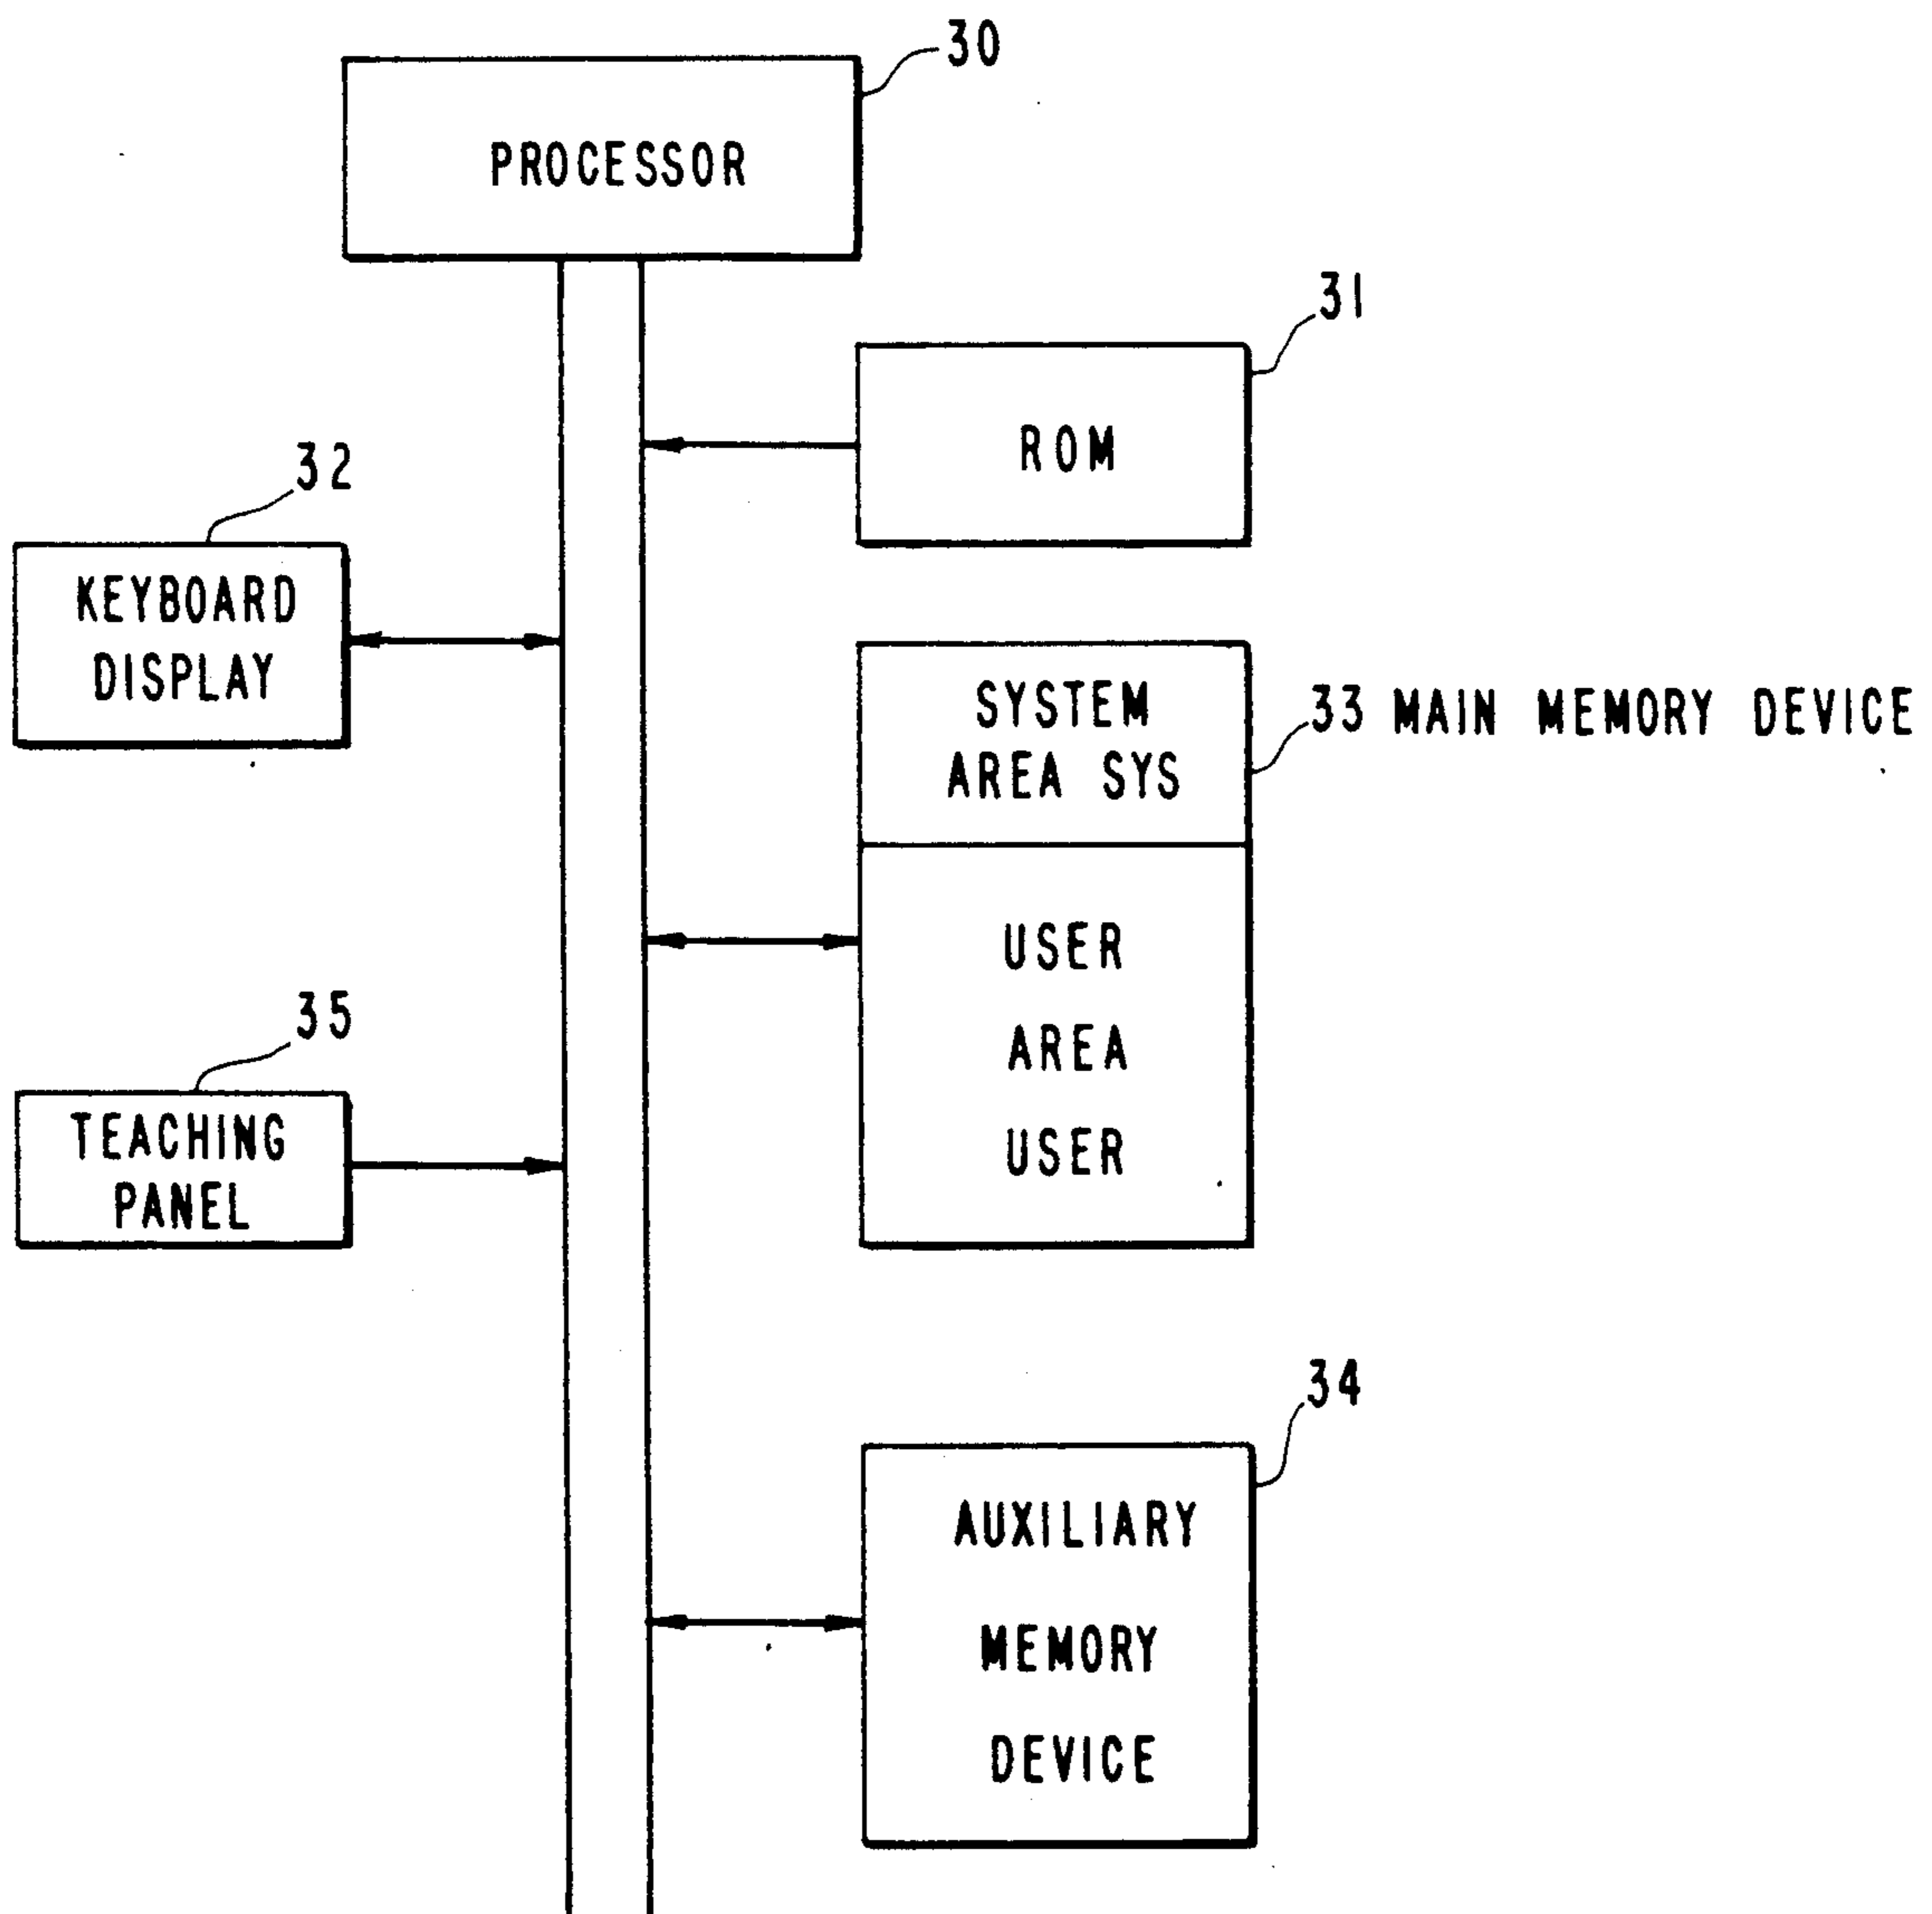 30
PROCESSOR
31
ROM
32
KEYBOARD
DISPLAY
33 MAIN MEMORY DEVICE
SYSTEM
AREA SYS
USER
AREA
USER
35
TEACHING
PANEL
34
AUXILIARY
MEMORY
DEVICE